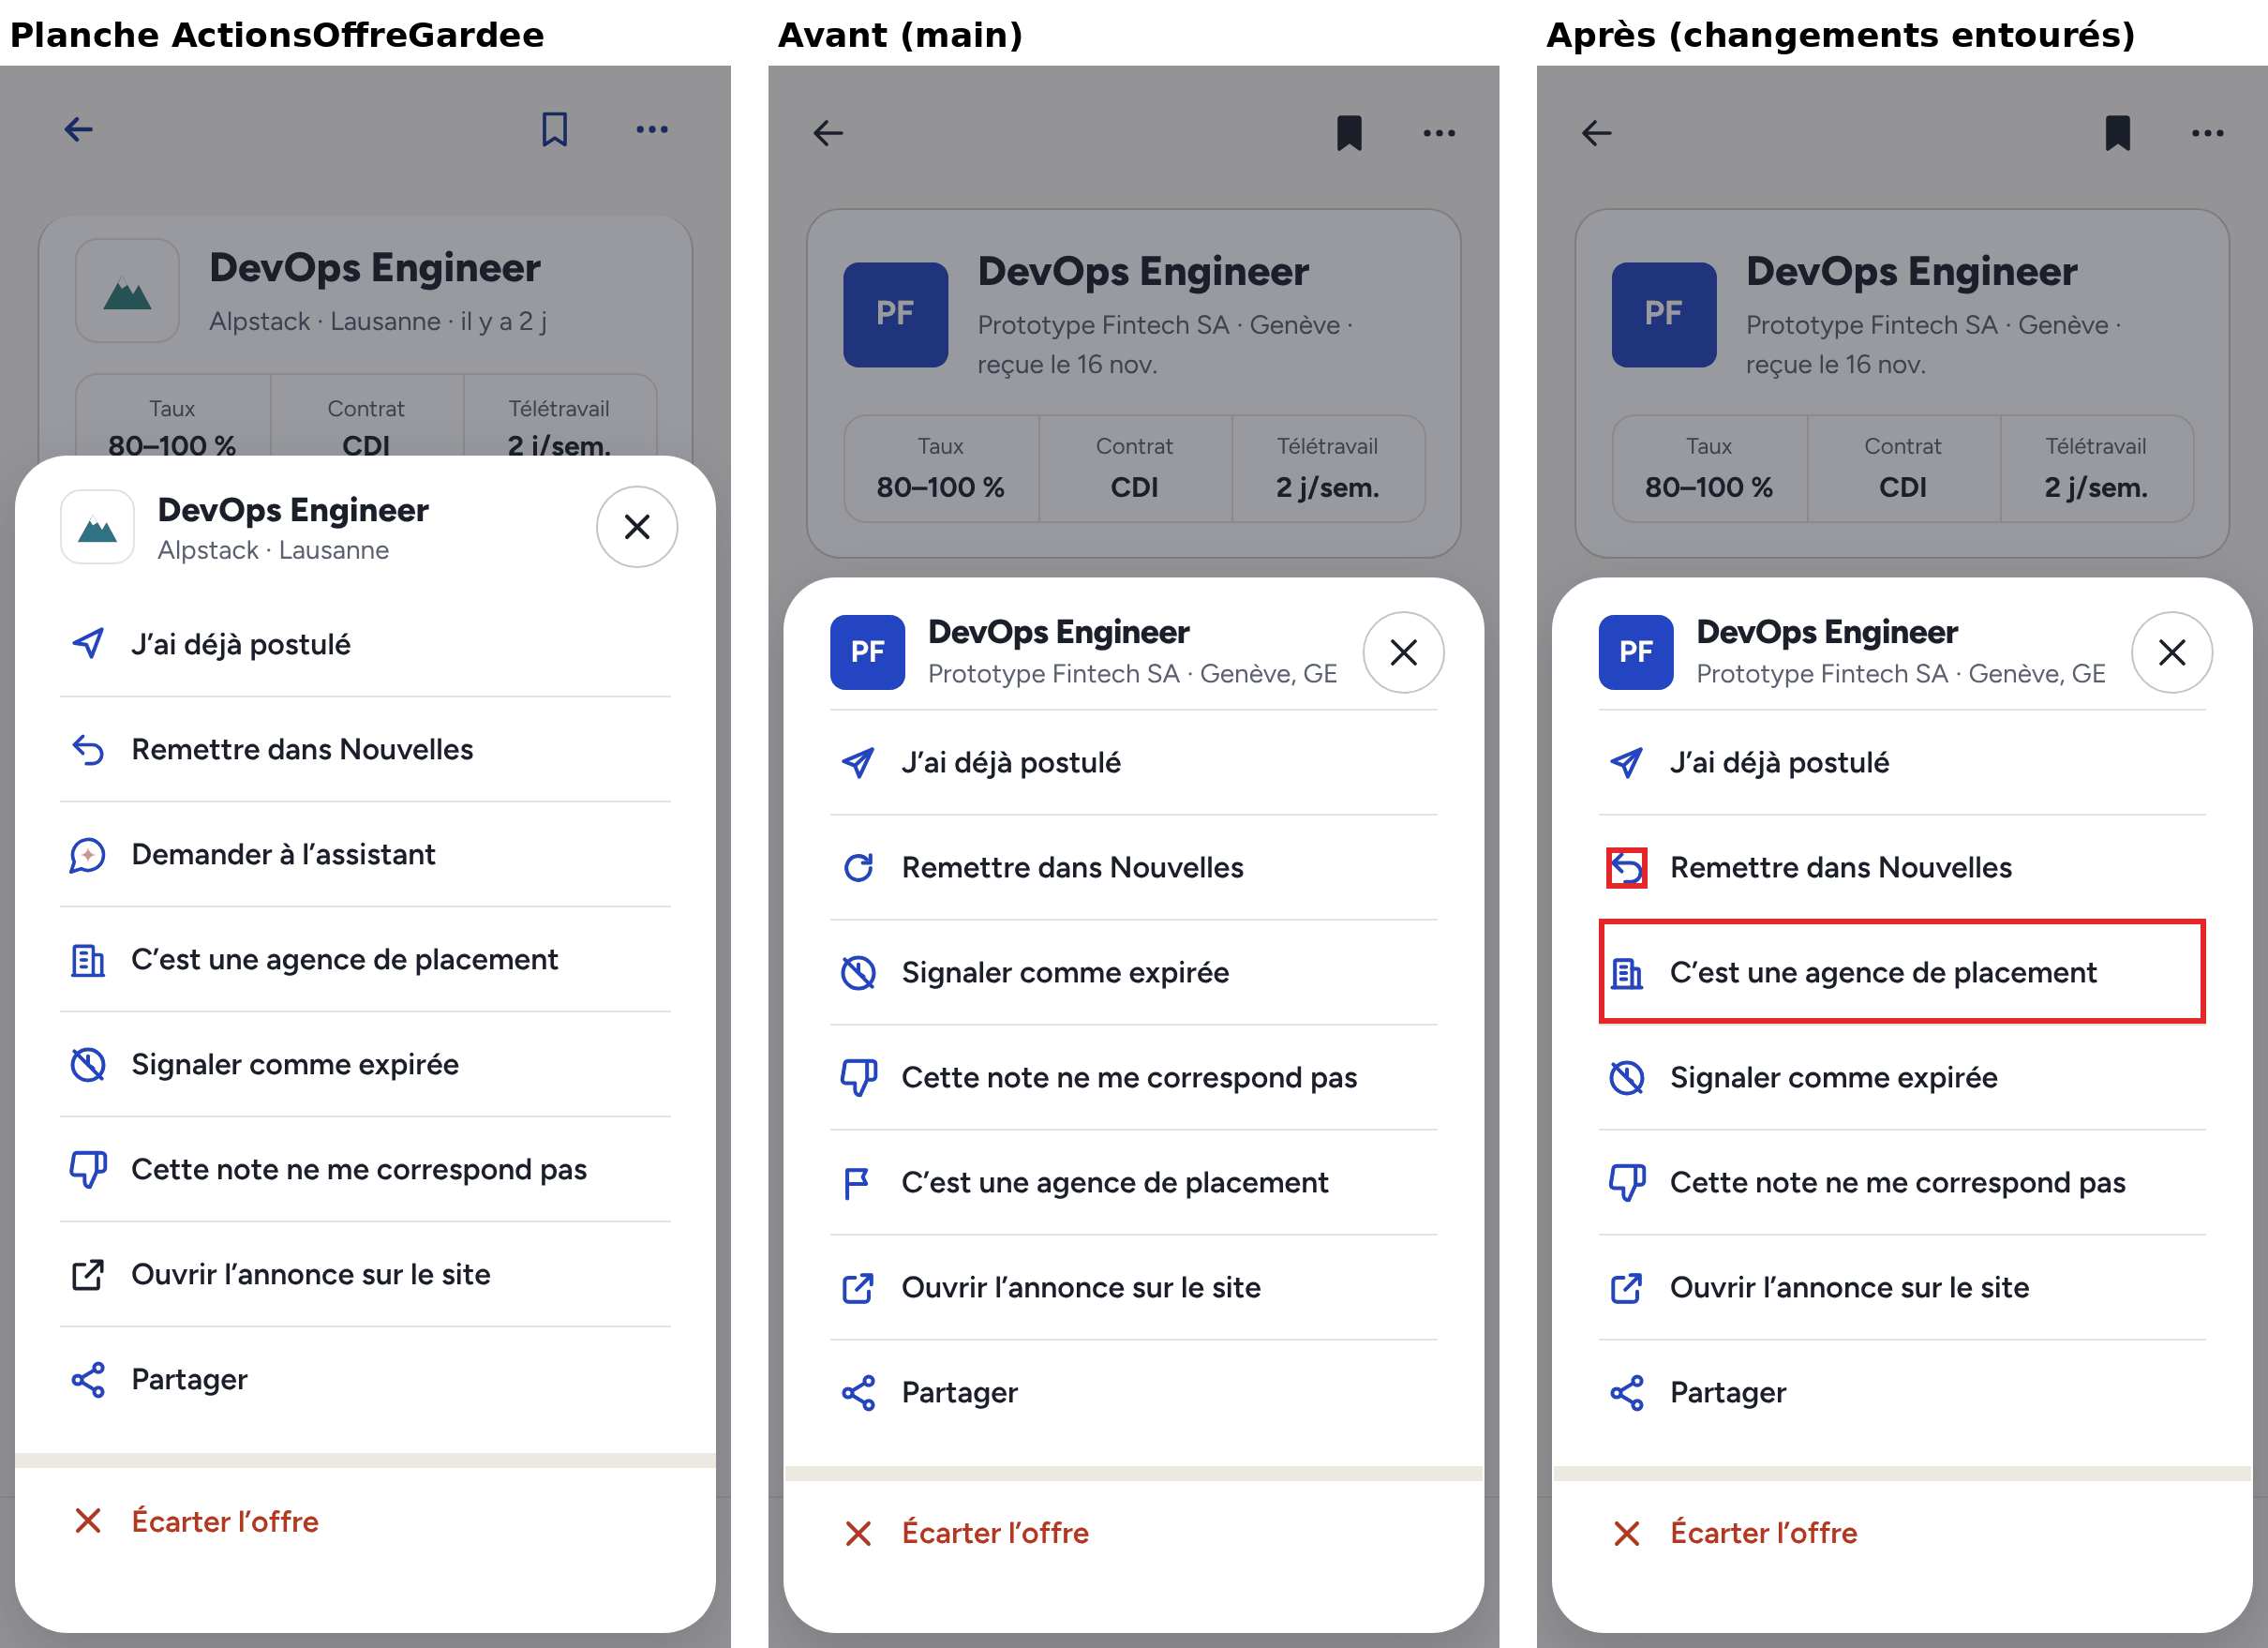 Planche ActionsOffreGardee
DevOps Engineer
Alpstack · Lausanne · il y a 2 j
Taux
Contrat
Télétravail
80–100 %
CDI
2 j/sem.
DevOps Engineer
Alpstack · Lausanne
J’ai déjà postulé
Remettre dans Nouvelles
Demander à l’assistant
C’est une agence de placement
Signaler comme expirée
Cette note ne me correspond pas
Ouvrir l’annonce sur le site
Partager
Écarter l’offre
Avant (main)
PF
DevOps Engineer
Prototype Fintech SA · Genève ·
reçue le 16 nov.
Taux
Contrat
Télétravail
80–100 %
CDI
2 j/sem.
PF
DevOps Engineer
Prototype Fintech SA · Genève, GE
J’ai déjà postulé
Remettre dans Nouvelles
Signaler comme expirée
Cette note ne me correspond pas
C’est une agence de placement
Ouvrir l’annonce sur le site
Partager
Écarter l’offre
Après (changements entourés)
PF
DevOps Engineer
Prototype Fintech SA · Genève ·
reçue le 16 nov.
Taux
Contrat
Télétravail
80–100 %
CDI
2 j/sem.
PF
DevOps Engineer
Prototype Fintech SA · Genève, GE
J’ai déjà postulé
Remettre dans Nouvelles
C’est une agence de placement
Signaler comme expirée
Cette note ne me correspond pas
Ouvrir l’annonce sur le site
Partager
Écarter l’offre